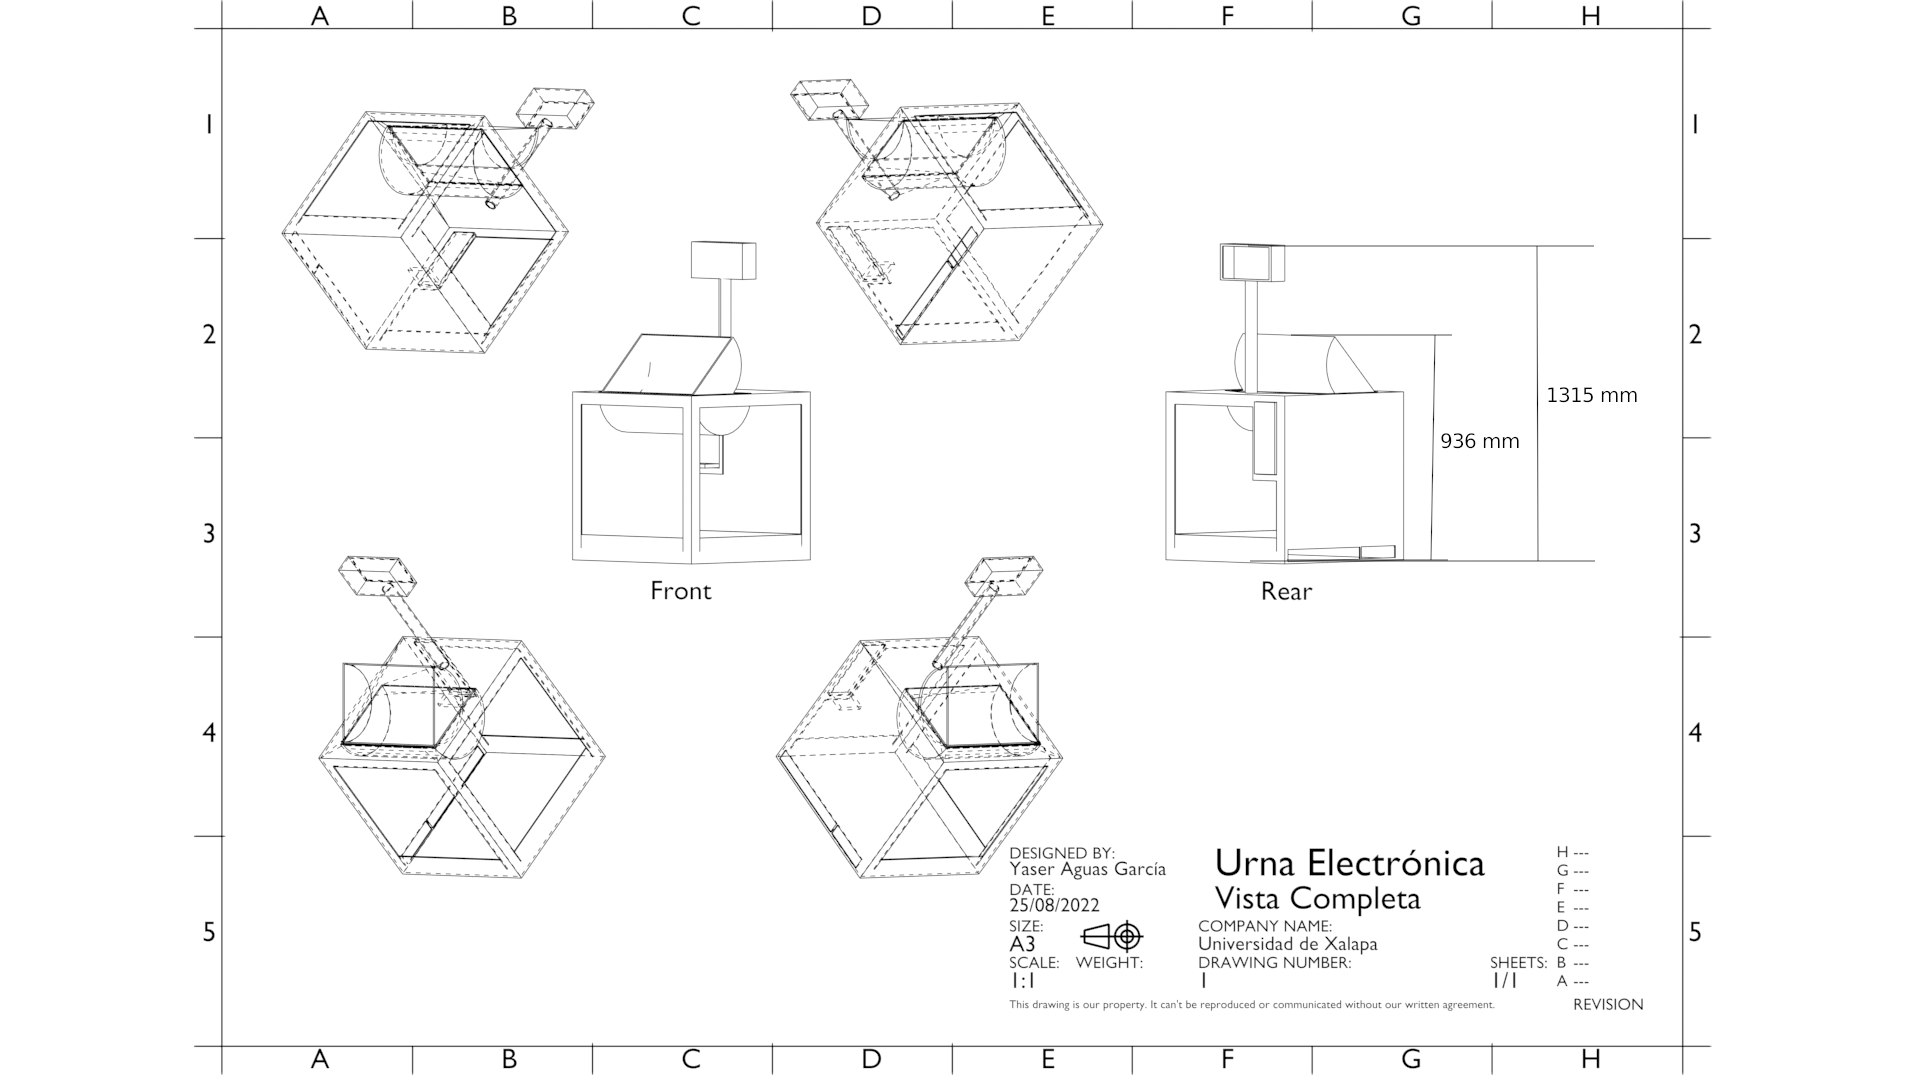 A B C D E F G H
1 1
2 2
1315 mm
936 mm
3 3
Front Rear
4 4
DESIGNED BY:
Yaser Aguas García
DATE:
25/08/2022
SIZE:
A3
SCALE: WEIGHT:
1:1
Urna Electrónica
Vista Completa
COMPANY NAME:
Universidad de Xalapa
DRAWING NUMBER:
1
SHEETS:
1/1
H ---
G ---
F ---
E ---
D ---
C ---
B ---
A ---
REVISION
This drawing is our property. It can't be reproduced or communicated without our written agreement.
5 5
A B C D E F G H